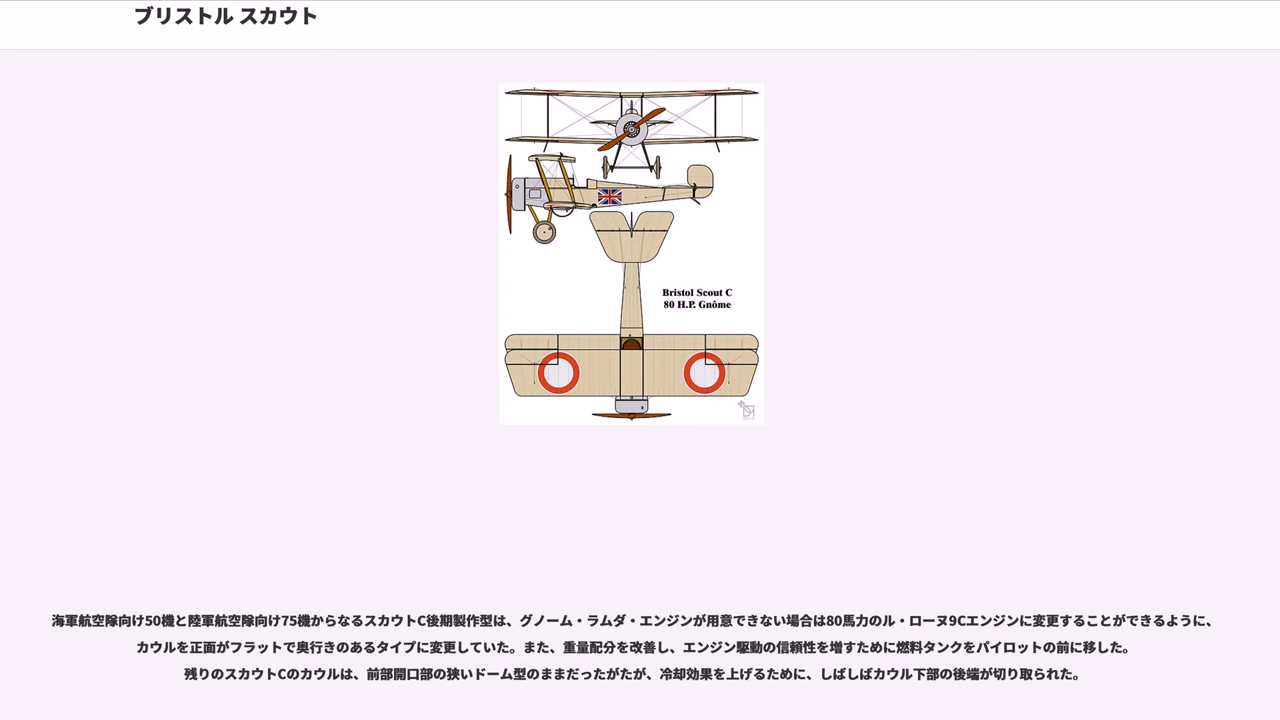 ブリストル スカウト
Bristol Scout C
80 H.P. Gnôme
海軍航空隊向け50機と陸軍航空隊向け75機からなるスカウトC後期製作型は、グノーム・ラムダ・エンジンが用意できない場合は80馬力のル・ローヌ9Cエンジンに変更することができるように、
カウルを正面がフラットで奥行きのあるタイプに変更していた。また、重量配分を改善し、エンジン駆動の信頼性を増すために燃料タンクをパイロットの前に移した。
残りのスカウトCのカウルは、前部開口部の狭いドーム型のままだったがたが、冷却効果を上げるために、しばしばカウル下部の後端が切り取られた。